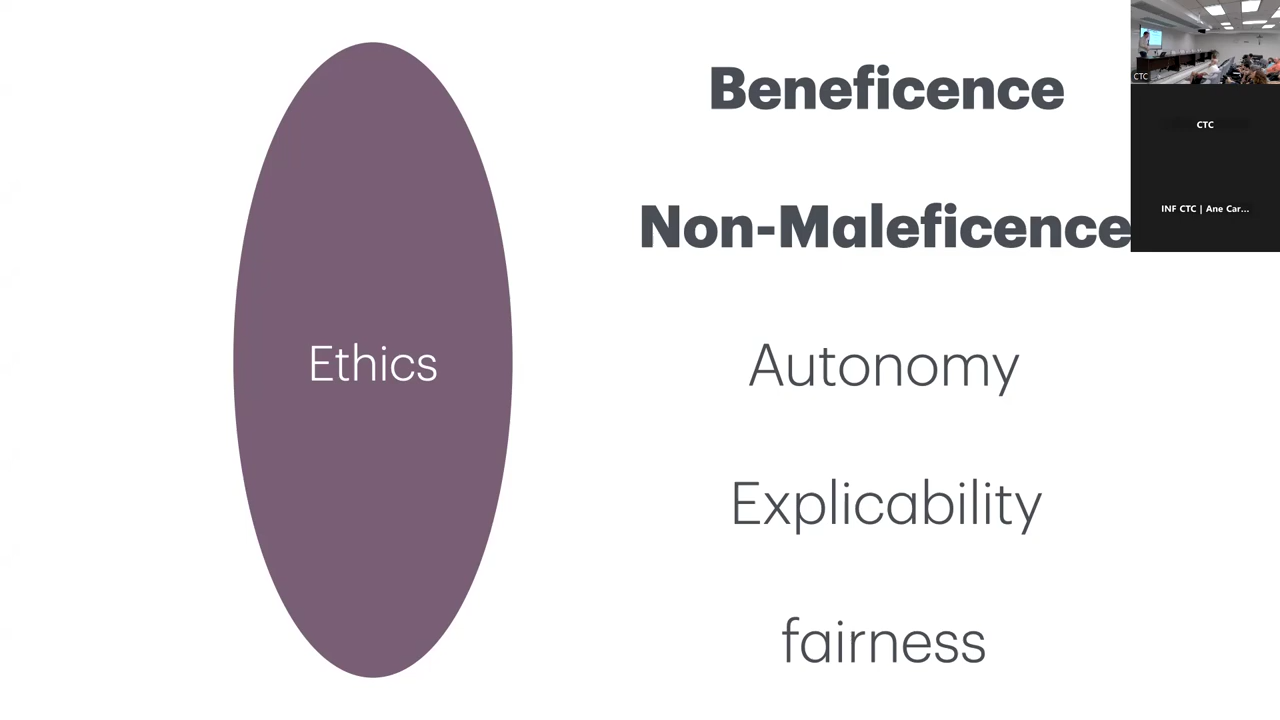 Beneficence
CTC
CTC
INF CTC | Ane Car...
Non-Maleficence
Ethics
Autonomy
Explicability
fairness